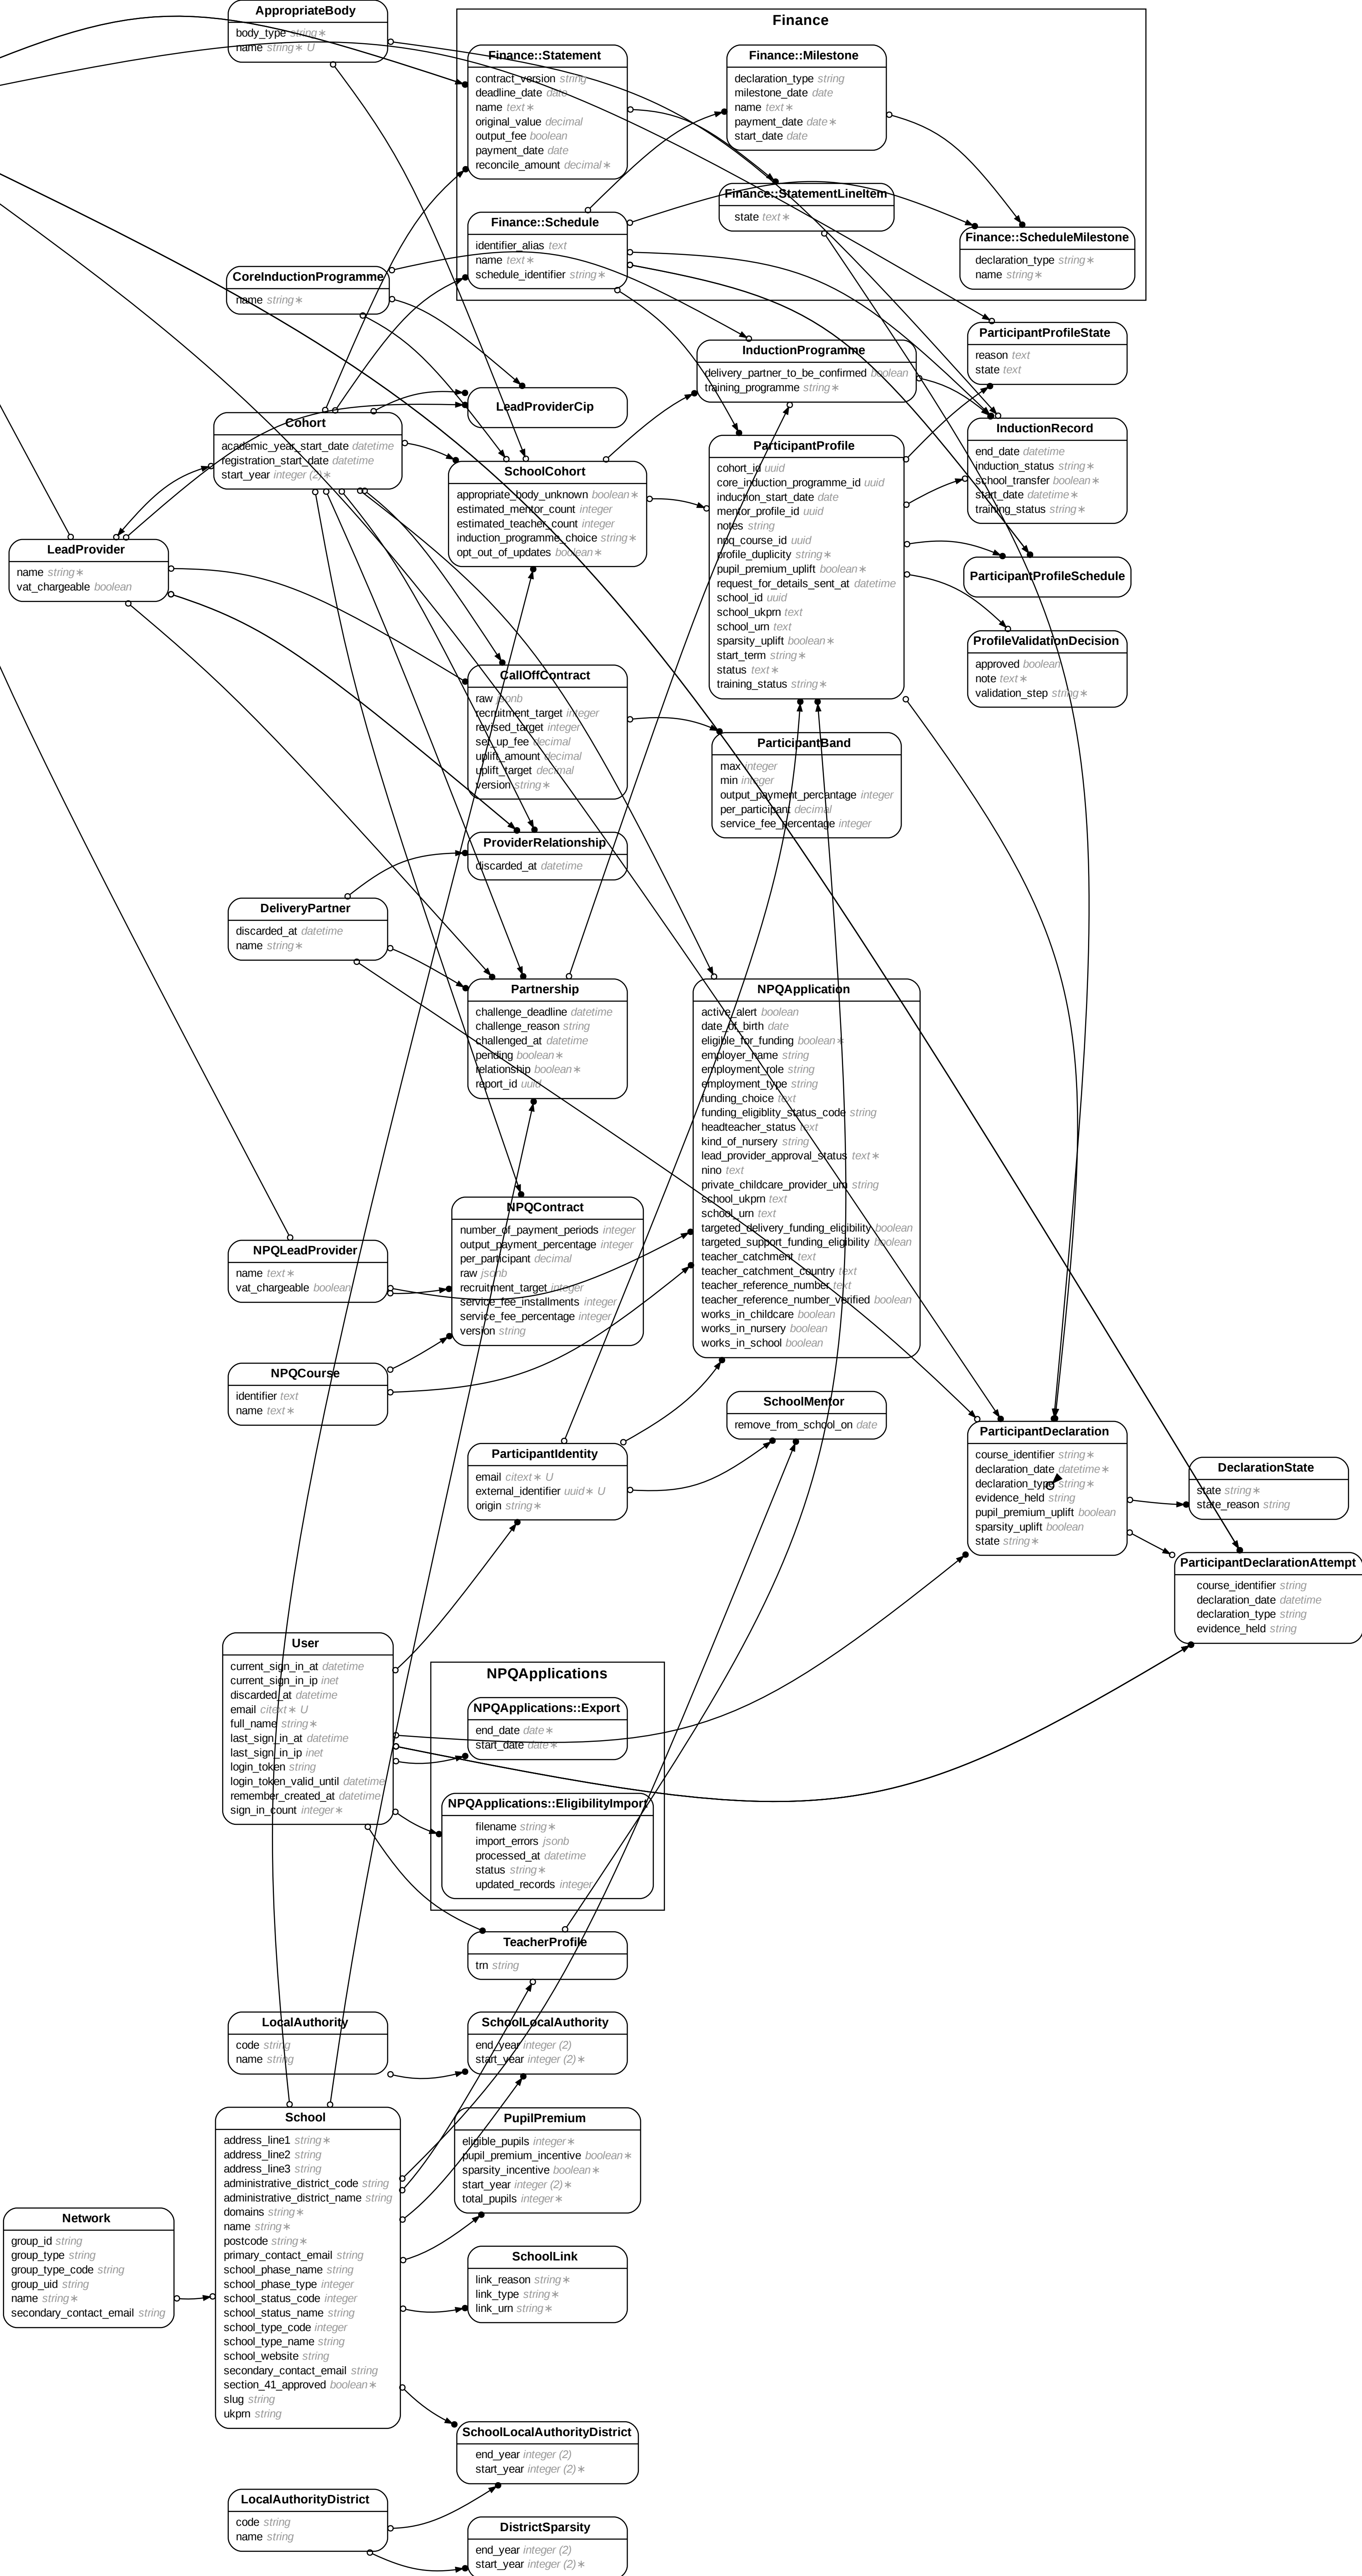 AppropriateBody
body_type string∗
name string∗ U
Finance
Finance::Statement
contract_version string
deadline_date date
name text∗
original_value decimal
output_fee boolean
payment_date date
reconcile_amount decimal∗
Finance::Milestone
declaration_type string
milestone_date date
name text∗
payment_date date∗
start_date date
Finance::StatementLineItem
state text∗
Finance::Schedule
identifier_alias text
name text∗
schedule_identifier string∗
Finance::ScheduleMilestone
declaration_type string∗
name string∗
CoreInductionProgramme
name string∗
ParticipantProfileState
reason text
state text
InductionProgramme
delivery_partner_to_be_confirmed boolean
training_programme string∗
LeadProviderCip
Cohort
academic_year_start_date datetime
registration_start_date datetime
start_year integer (2)∗
InductionRecord
end_date datetime
induction_status string∗
school_transfer boolean∗
start_date datetime∗
training_status string∗
ParticipantProfile
cohort_id uuid
core_induction_programme_id uuid
induction_start_date date
mentor_profile_id uuid
notes string
npq_course_id uuid
profile_duplicity string∗
pupil_premium_uplift boolean∗
request_for_details_sent_at datetime
school_id uuid
school_ukprn text
school_urn text
sparsity_uplift boolean∗
start_term string∗
status text∗
training_status string∗
SchoolCohort
appropriate_body_unknown boolean∗
estimated_mentor_count integer
estimated_teacher_count integer
induction_programme_choice string∗
opt_out_of_updates boolean∗
LeadProvider
name string∗
vat_chargeable boolean
ParticipantProfileSchedule
ProfileValidationDecision
approved boolean
note text∗
validation_step string∗
CallOffContract
raw jsonb
recruitment_target integer
revised_target integer
set_up_fee decimal
uplift_amount decimal
uplift_target decimal
version string∗
ParticipantBand
max integer
min integer
output_payment_percantage integer
per_participant decimal
service_fee_percentage integer
ProviderRelationship
discarded_at datetime
DeliveryPartner
discarded_at datetime
name string∗
Partnership
challenge_deadline datetime
challenge_reason string
challenged_at datetime
pending boolean∗
relationship boolean∗
report_id uuid
NPQApplication
active_alert boolean
date_of_birth date
eligible_for_funding boolean∗
employer_name string
employment_role string
employment_type string
funding_choice text
funding_eligiblity_status_code string
headteacher_status text
kind_of_nursery string
lead_provider_approval_status text∗
nino text
private_childcare_provider_urn string
school_ukprn text
school_urn text
targeted_delivery_funding_eligibility boolean
targeted_support_funding_eligibility boolean
teacher_catchment text
teacher_catchment_country text
teacher_reference_number text
teacher_reference_number_verified boolean
works_in_childcare boolean
works_in_nursery boolean
works_in_school boolean
NPQContract
number_of_payment_periods integer
output_payment_percentage integer
per_participant decimal
raw jsonb
recruitment_target integer
service_fee_installments integer
service_fee_percentage integer
version string
NPQLeadProvider
name text∗
vat_chargeable boolean
NPQCourse
identifier text
name text∗
SchoolMentor
remove_from_school_on date
ParticipantIdentity
email citext∗ U
external_identifier uuid∗ U
origin string∗
ParticipantDeclaration
course_identifier string∗
declaration_date datetime∗
declaration_type string∗
evidence_held string
pupil_premium_uplift boolean
sparsity_uplift boolean
state string∗
DeclarationState
state string∗
state_reason string
ParticipantDeclarationAttempt
course_identifier string
declaration_date datetime
declaration_type string
evidence_held string
User
current_sign_in_at datetime
current_sign_in_ip inet
discarded_at datetime
email citext∗ U
full_name string∗
last_sign_in_at datetime
last_sign_in_ip inet
login_token string
login_token_valid_until datetime
remember_created_at datetime
sign_in_count integer∗
NPQApplications
NPQApplications::Export
end_date date∗
start_date date∗
NPQApplications::EligibilityImport
filename string∗
import_errors jsonb
processed_at datetime
status string∗
updated_records integer
TeacherProfile
trn string
LocalAuthority
code string
name string
SchoolLocalAuthority
end_year integer (2)
start_year integer (2)∗
School
address_line1 string∗
address_line2 string
address_line3 string
administrative_district_code string
administrative_district_name string
domains string∗
name string∗
postcode string∗
primary_contact_email string
school_phase_name string
school_phase_type integer
school_status_code integer
school_status_name string
school_type_code integer
school_type_name string
school_website string
secondary_contact_email string
section_41_approved boolean∗
slug string
ukprn string
PupilPremium
eligible_pupils integer∗
pupil_premium_incentive boolean∗
sparsity_incentive boolean∗
start_year integer (2)∗
total_pupils integer∗
Network
group_id string
group_type string
group_type_code string
group_uid string
name string∗
secondary_contact_email string
SchoolLink
link_reason string∗
link_type string∗
link_urn string∗
SchoolLocalAuthorityDistrict
end_year integer (2)
start_year integer (2)∗
LocalAuthorityDistrict
code string
name string
DistrictSparsity
end_year integer (2)
start_year integer (2)∗